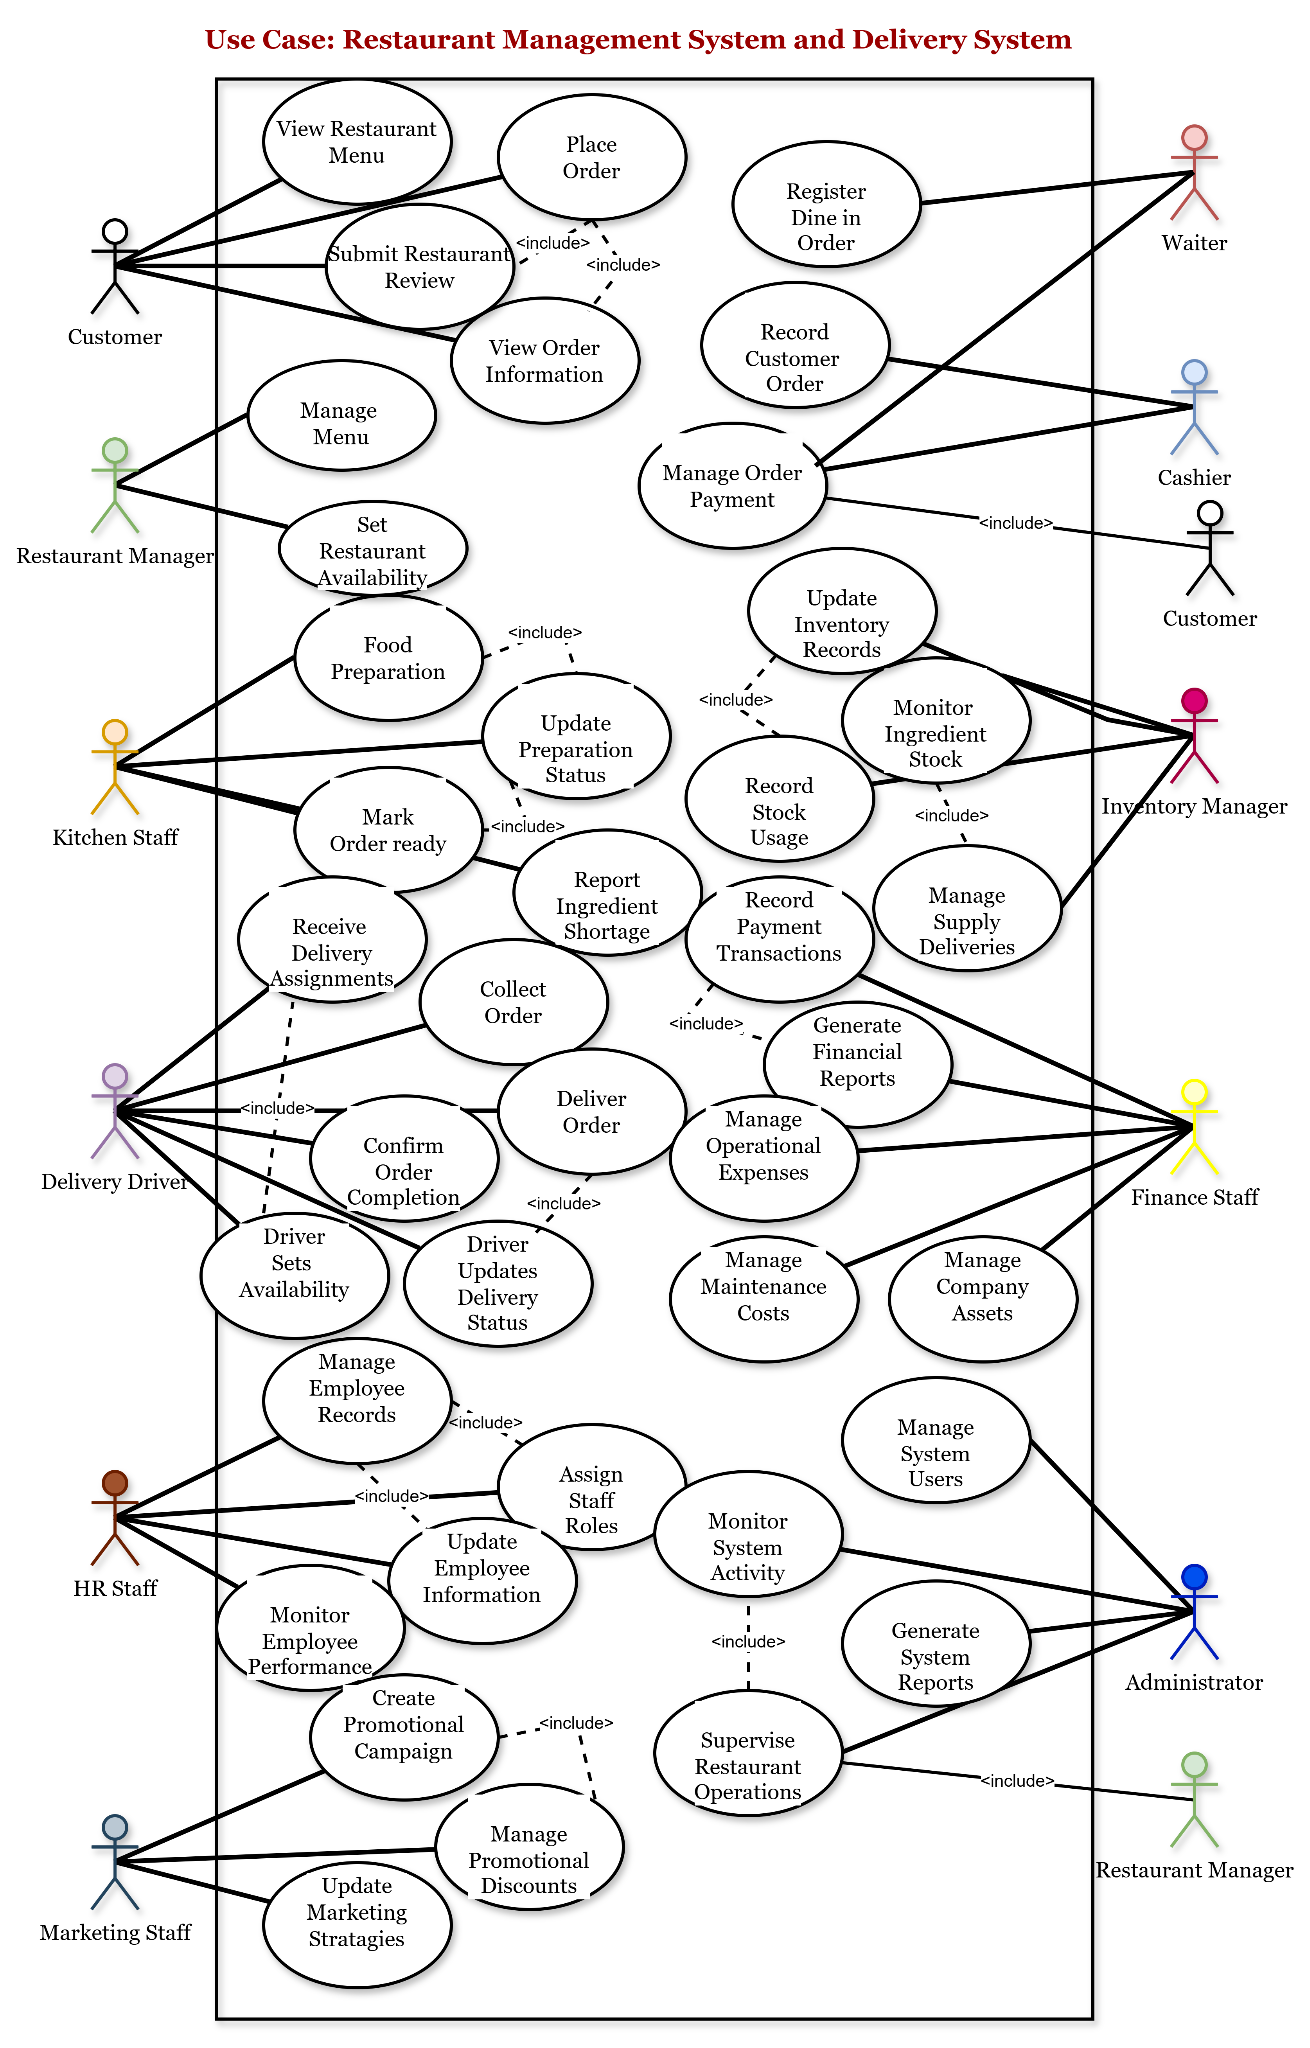 Use Case: Restaurant Management System and Delivery System
View Restaurant
Menu
Place
Order
Register
Dine in
Order
Waiter
Submit Restaurant
Review
<include>
<include>
Customer
View Order
Information
Record
Customer
Order
Cashier
Manage
Menu
Manage Order
Payment
<include>
Customer
Restaurant Manager
Set
Restaurant
Availability
Food
Preparation
<include>
Update
Inventory
Records
Update
Preparation
Status
<include>
Monitor
Ingredient
Stock
Inventory Manager
Kitchen Staff
Mark
Order ready
<include>
Record
Stock
Usage
<include>
Report
Ingredient
Shortage
Manage
Supply
Deliveries
Receive
Delivery
Assignments
Record
Payment
Transactions
Collect
Order
<include>
Generate
Financial
Reports
Delivery Driver
<include>
Deliver
Order
Manage
Operational
Expenses
Finance Staff
Confirm
Order
Completion
<include>
Driver
Sets
Availability
Driver
Updates
Delivery
Status
Manage
Maintenance
Costs
Manage
Company
Assets
Manage
Employee
Records
<include>
Manage
System
Users
HR Staff
<include>
Assign
Staff
Roles
Monitor
System
Activity
Update
Employee
Information
Monitor
Employee
Performance
<include>
Generate
System
Reports
Administrator
Create
Promotional
Campaign
<include>
Supervise
Restaurant
Operations
<include>
Restaurant Manager
Manage
Promotional
Discounts
Marketing Staff
Update
Marketing
Stratagies